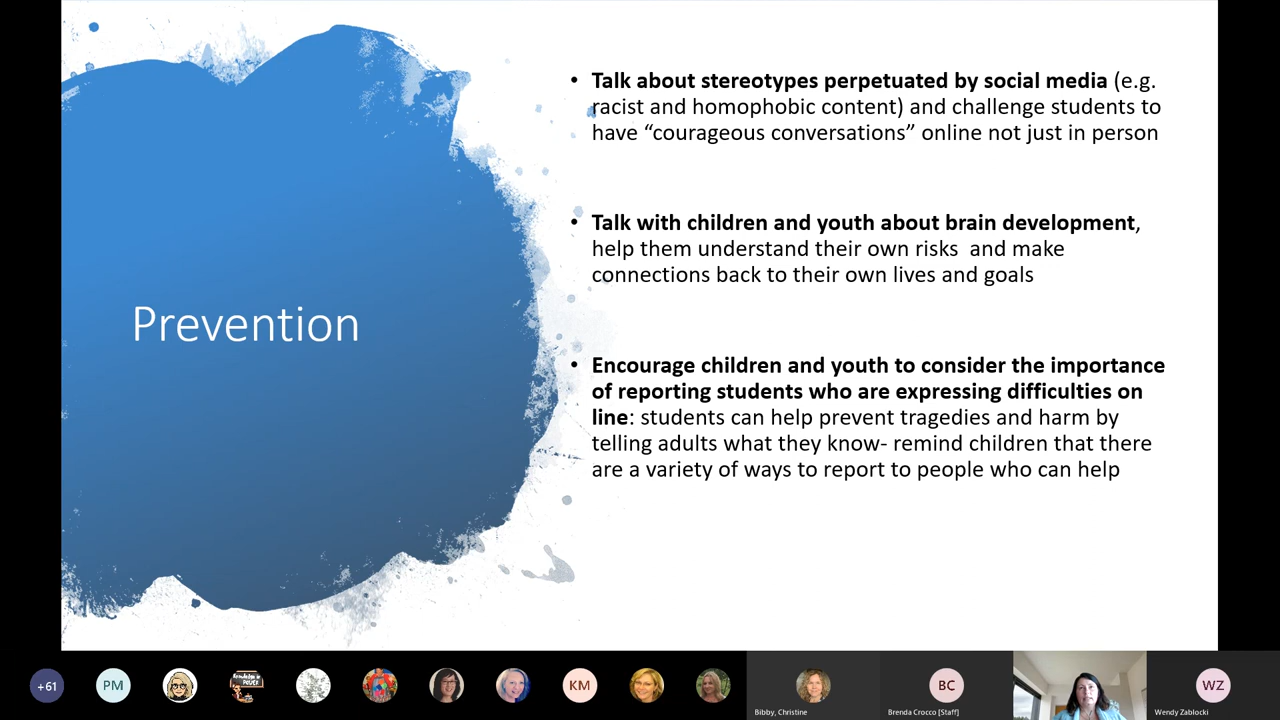 Prevention
• Talk about stereotypes perpetuated by social media (e.g.
racist and homophobic content) and challenge students to
have “courageous conversations” online not just in person
• Talk with children and youth about brain development,
help them understand their own risks  and make
connections back to their own lives and goals
• Encourage children and youth to consider the importance
of reporting students who are expressing difficulties on
line: students can help prevent tragedies and harm by
telling adults what they know- remind children that there
are a variety of ways to report to people who can help
+61
PM
Knowledge is
POWER
KM
BC
WZ
Bibby, Christine
Brenda Crocco [Staff]
Wendy Zablocki